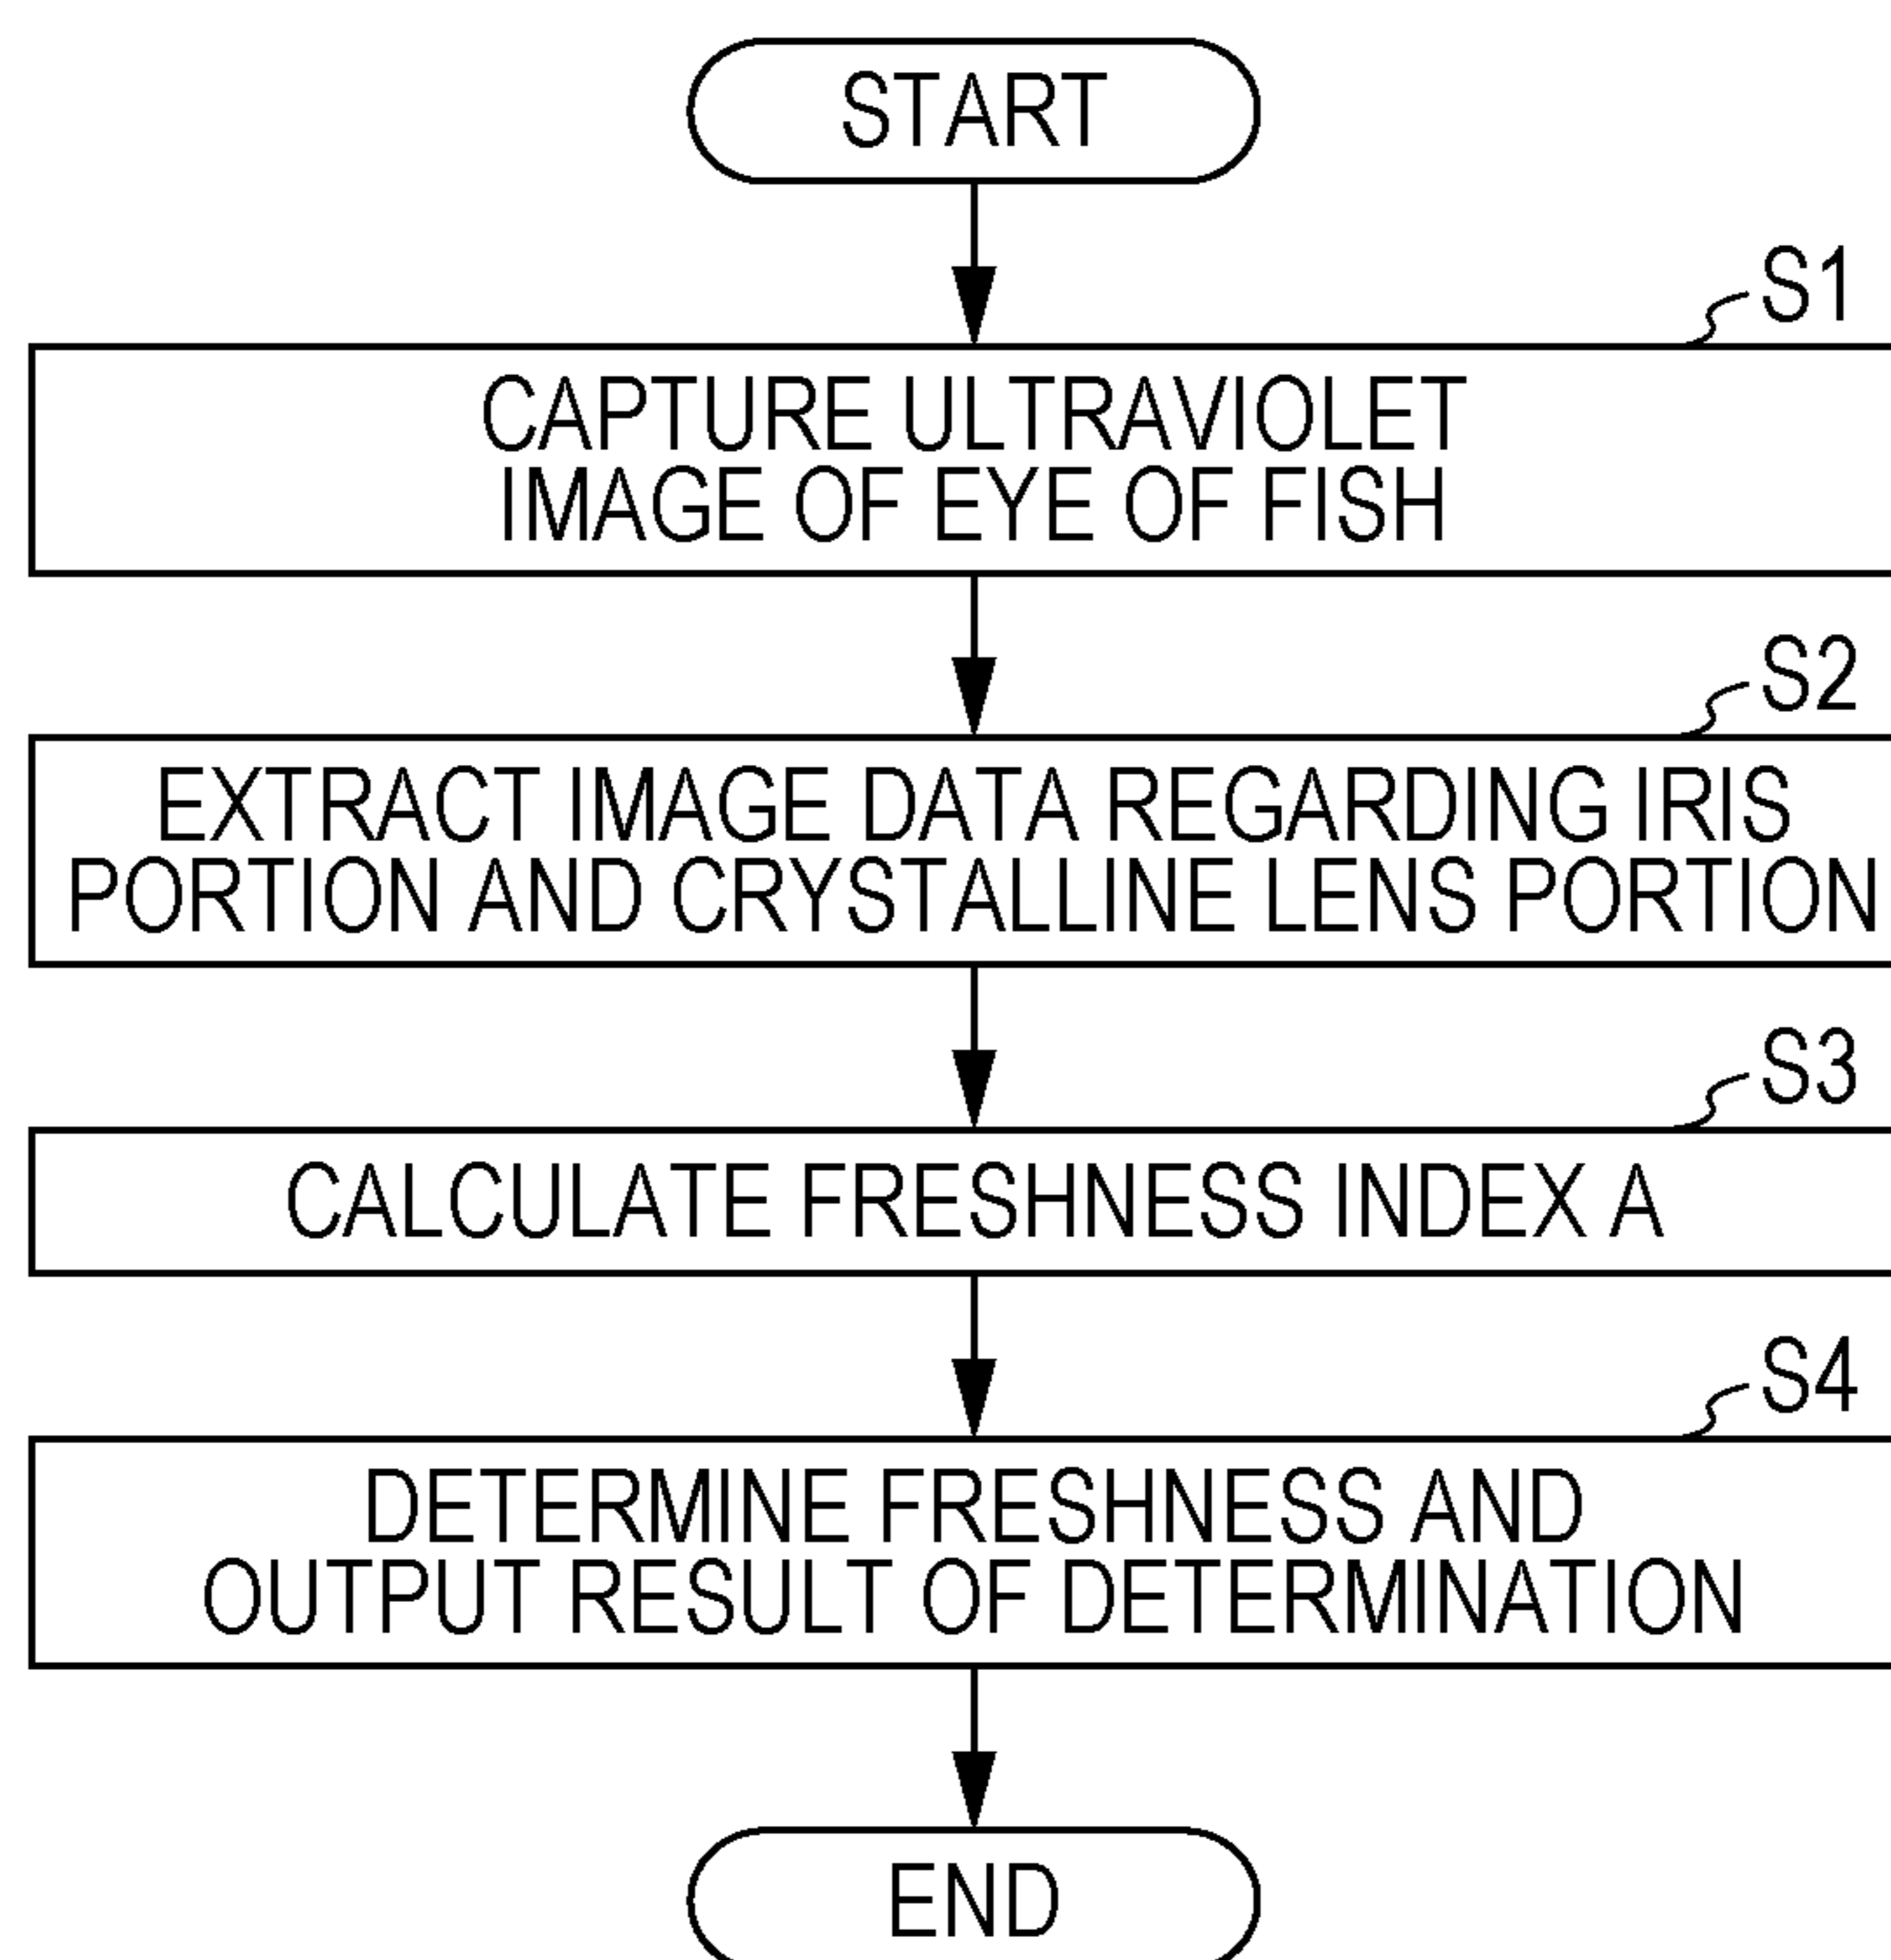 START
S1
CAPTURE ULTRAVIOLET
IMAGE OF EYE OF FISH
S2
EXTRACT IMAGE DATA REGARDING IRIS
PORTION AND CRYSTALLINE LENS PORTION
S3
CALCULATE FRESHNESS INDEX A
S4
DETERMINE FRESHNESS AND
OUTPUT RESULT OF DETERMINATION
END